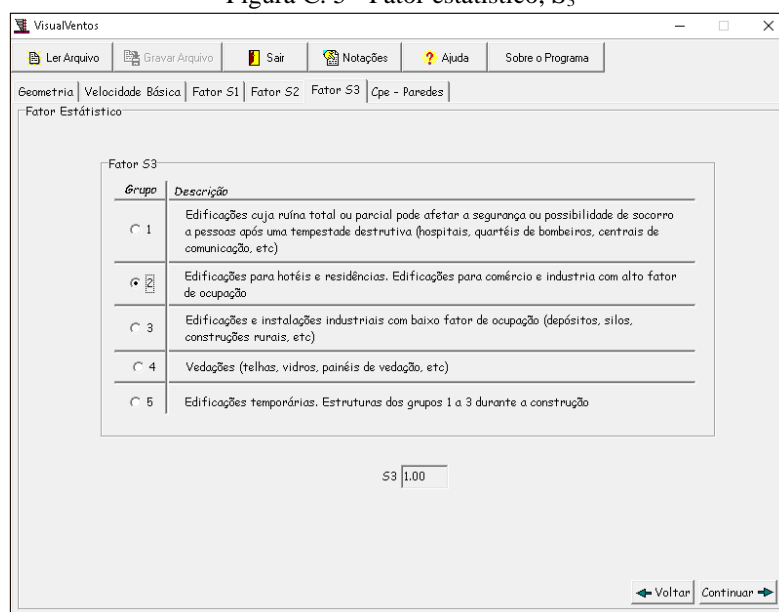 Figura C. 3 - Fator estatístico, S3
VisualVentos
Ler Arquivo Gravar Arquivo Sair Notações Ajuda Sobre o Programa
Geometria Velocidade Básica Fator S1 Fator S2 Fator S3 Cpe - Paredes
Fator Estátistico
Fator S3
Grupo Descrição
1 Edificações cuja ruína total ou parcial pode afetar a segurança ou possibilidade de socorro
a pessoas após uma tempestade destrutiva (hospitais, quartéis de bombeiros, centrais de
comunicação, etc)
2 Edificações para hotéis e residências. Edificações para comércio e industria com alto fator
de ocupação
3 Edificações e instalações industriais com baixo fator de ocupação (depósitos, silos,
construções rurais, etc)
4 Vedações (telhas, vidros, painéis de vedação, etc)
5 Edificações temporárias. Estruturas dos grupos 1 a 3 durante a construção
S3 1.00
Voltar Continuar